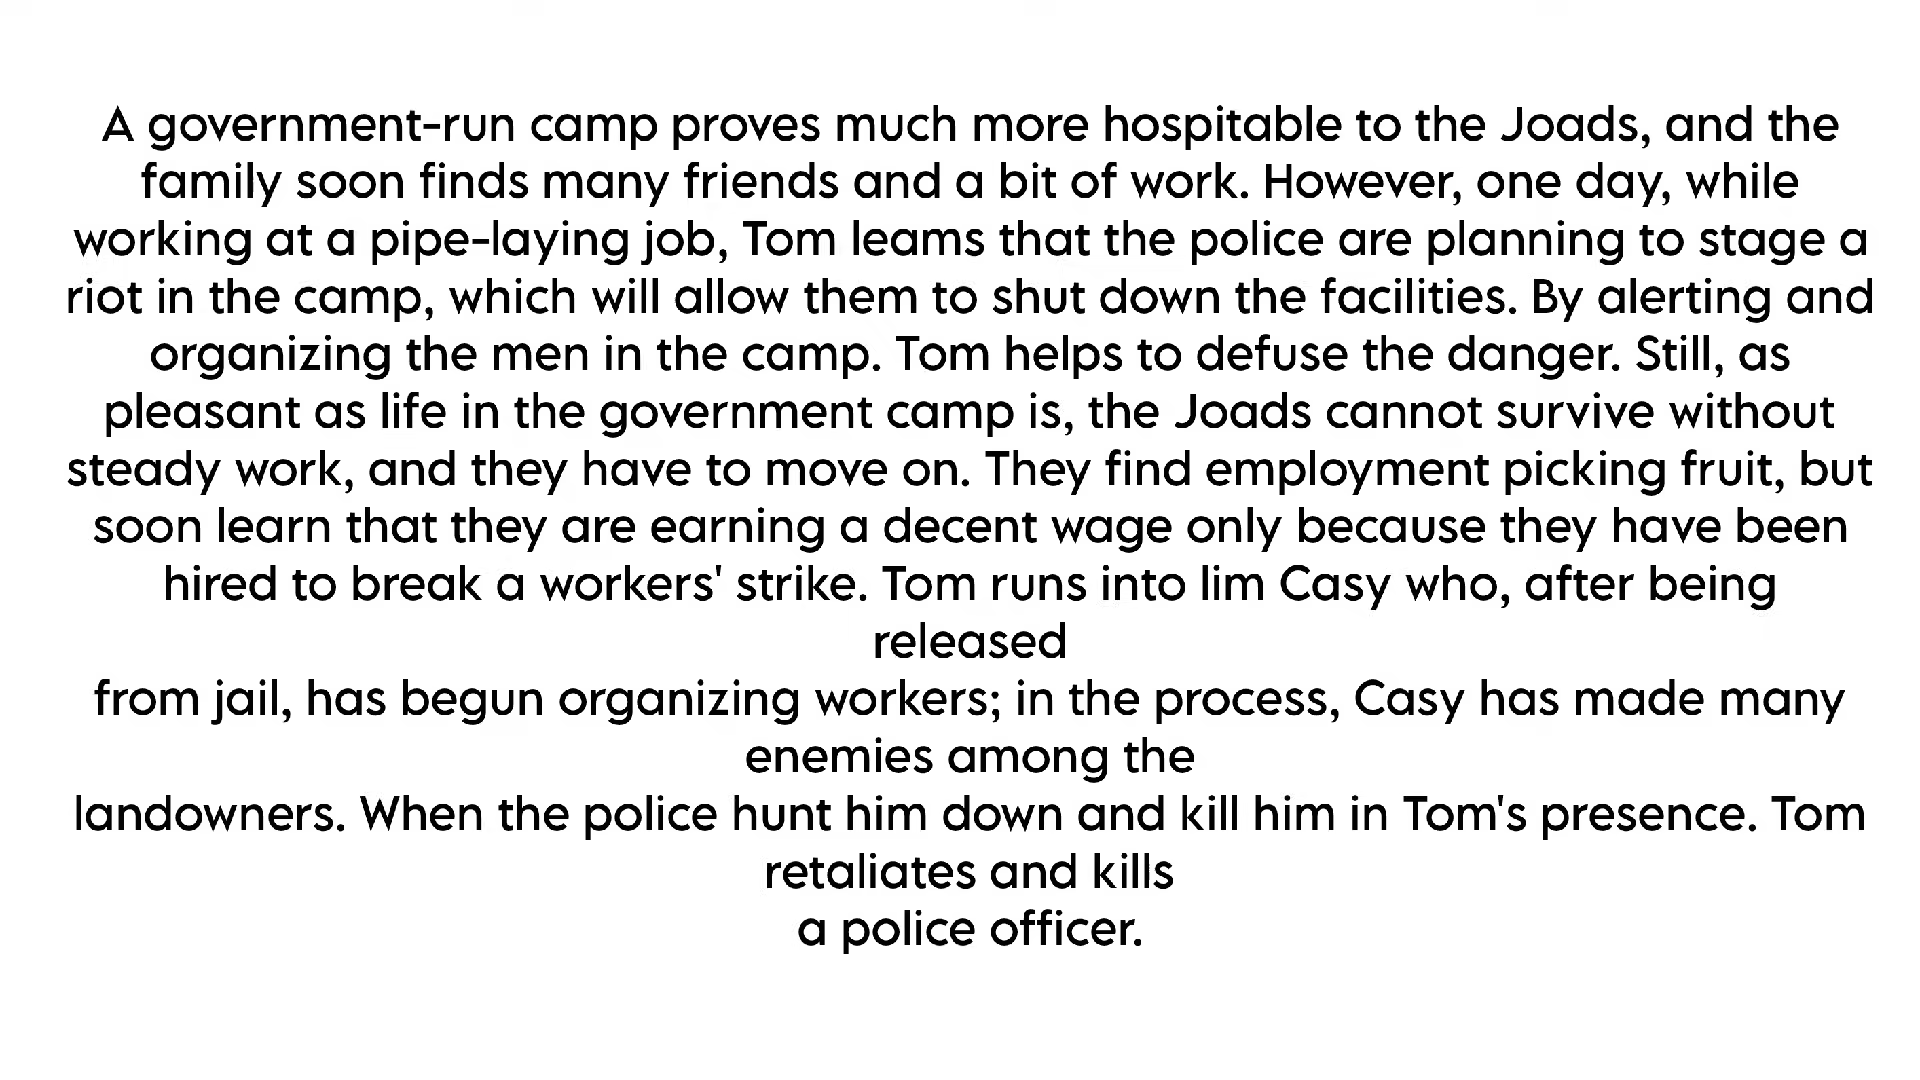 A government-run camp proves much more hospitable to the Joads, and the
family soon finds many friends and a bit of work. However, one day, while
working at a pipe-laying job, Tom leams that the police are planning to stage a
riot in the camp, which will allow them to shut down the facilities. By alerting and
organizing the men in the camp. Tom helps to defuse the danger. Still, as
pleasant as life in the government camp is, the Joads cannot survive without
steady work, and they have to move on. They find employment picking fruit, but
soon learn that they are earning a decent wage only because they have been
hired to break a workers' strike. Tom runs into lim Casy who, after being
released
from jail, has begun organizing workers; in the process, Casy has made many
enemies among the
landowners. When the police hunt him down and kill him in Tom's presence. Tom
retaliates and kills
a police officer.